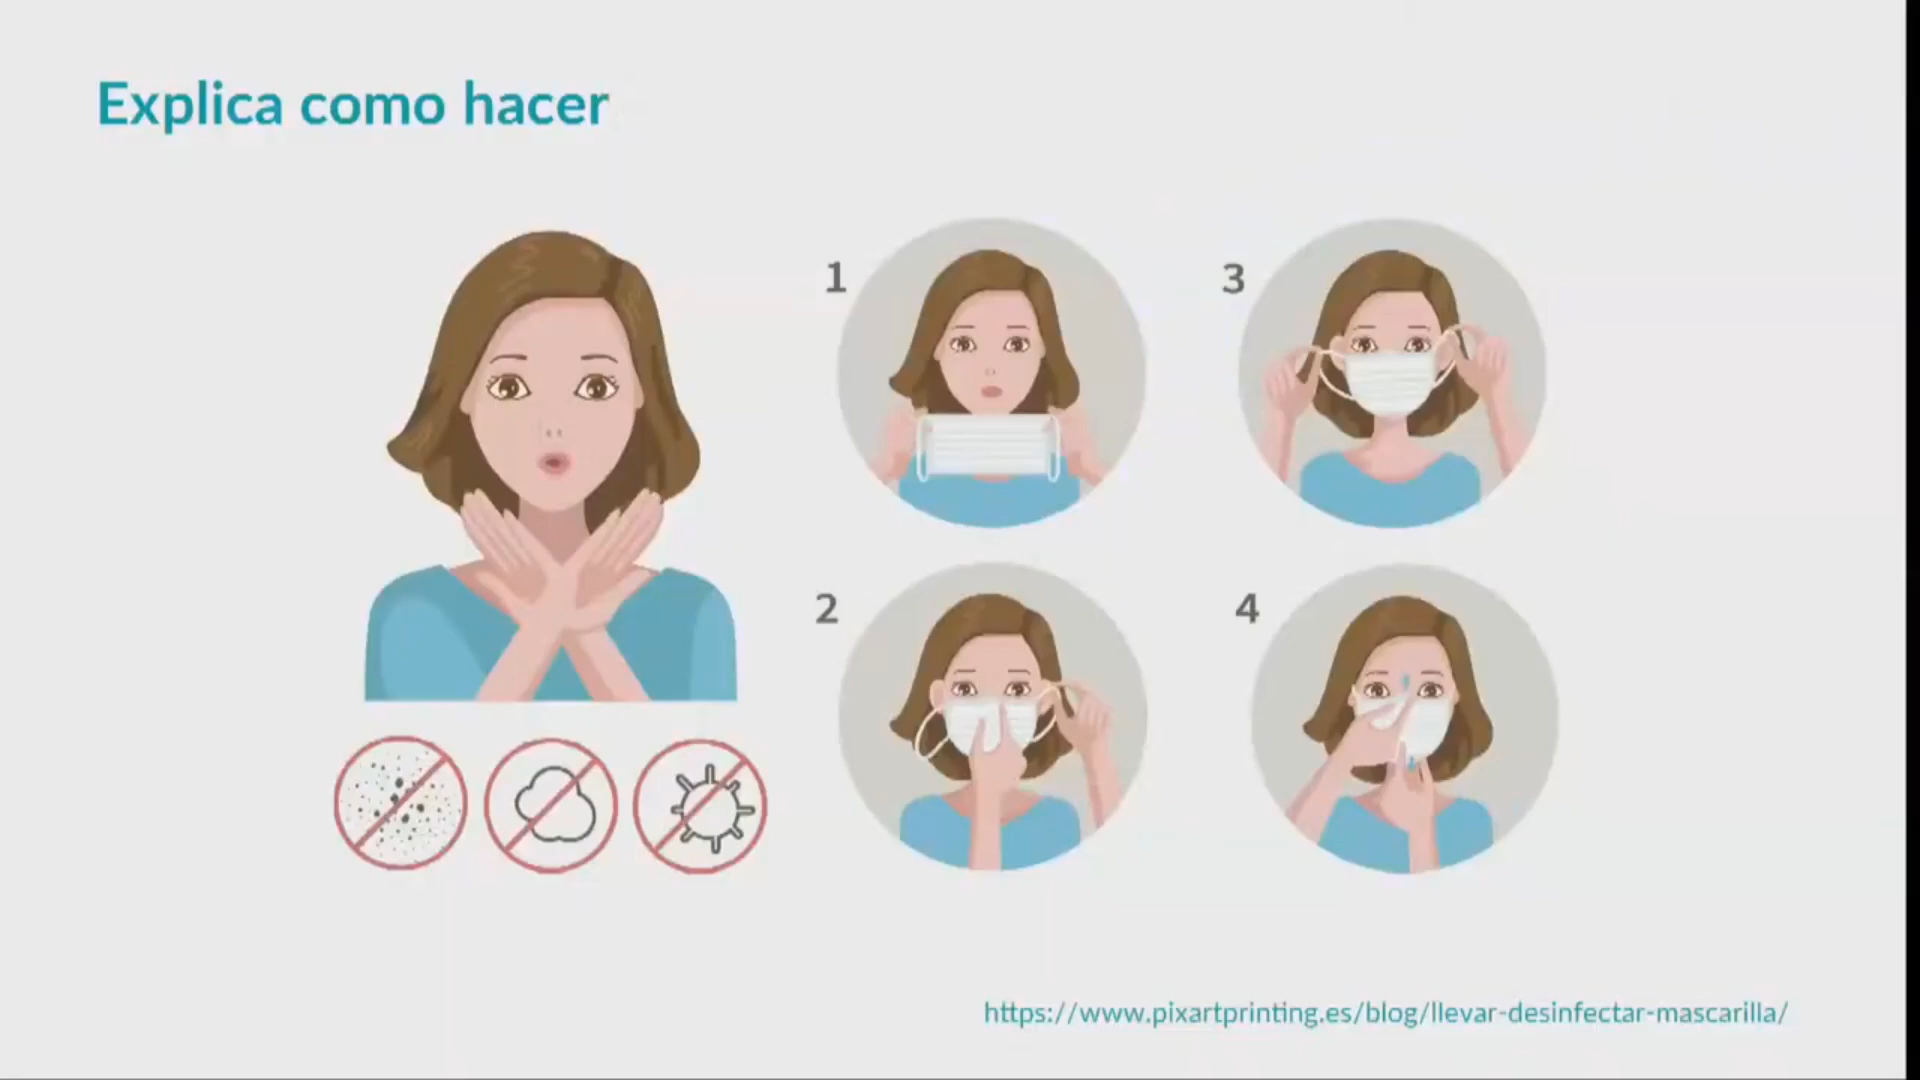 Explica como hacer
1
3
2
4
https://www.pixartprinting.es/blog/llevar-desinfectar-mascarilla/